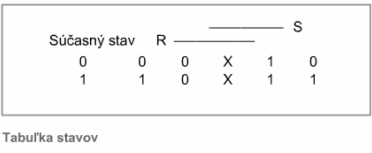 S
Súčasný stav R
0 0 0 X 1 0
1 1 0 X 1 1
Tabuľka stavov